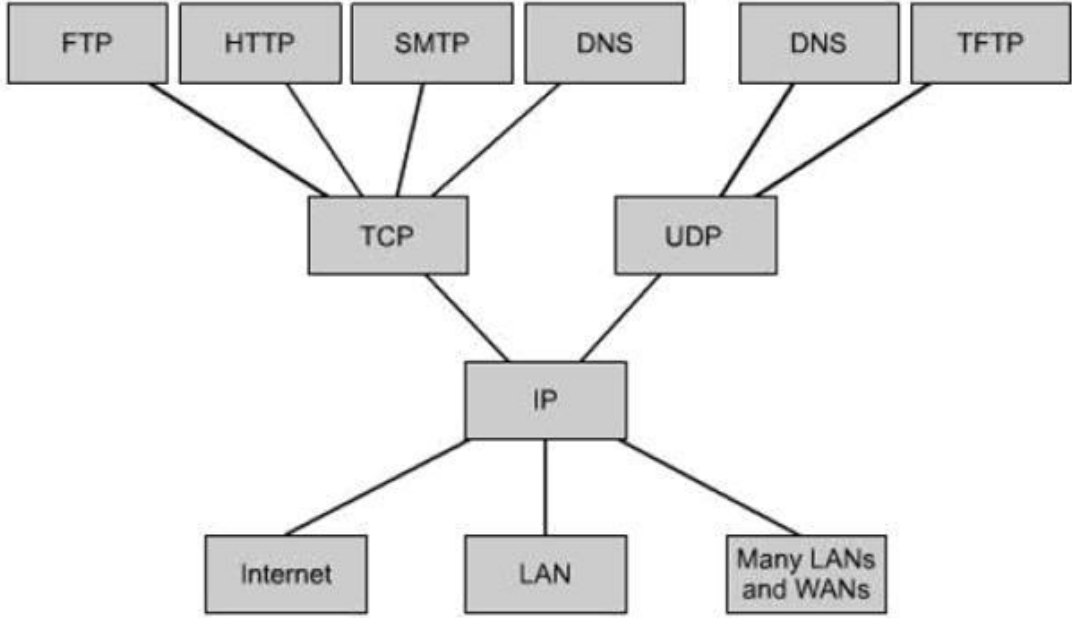 FTP
HTTP
SMTP
DNS
DNS
TFTP
TCP
UDP
IP
Internet
LAN
Many LANs
and WANs